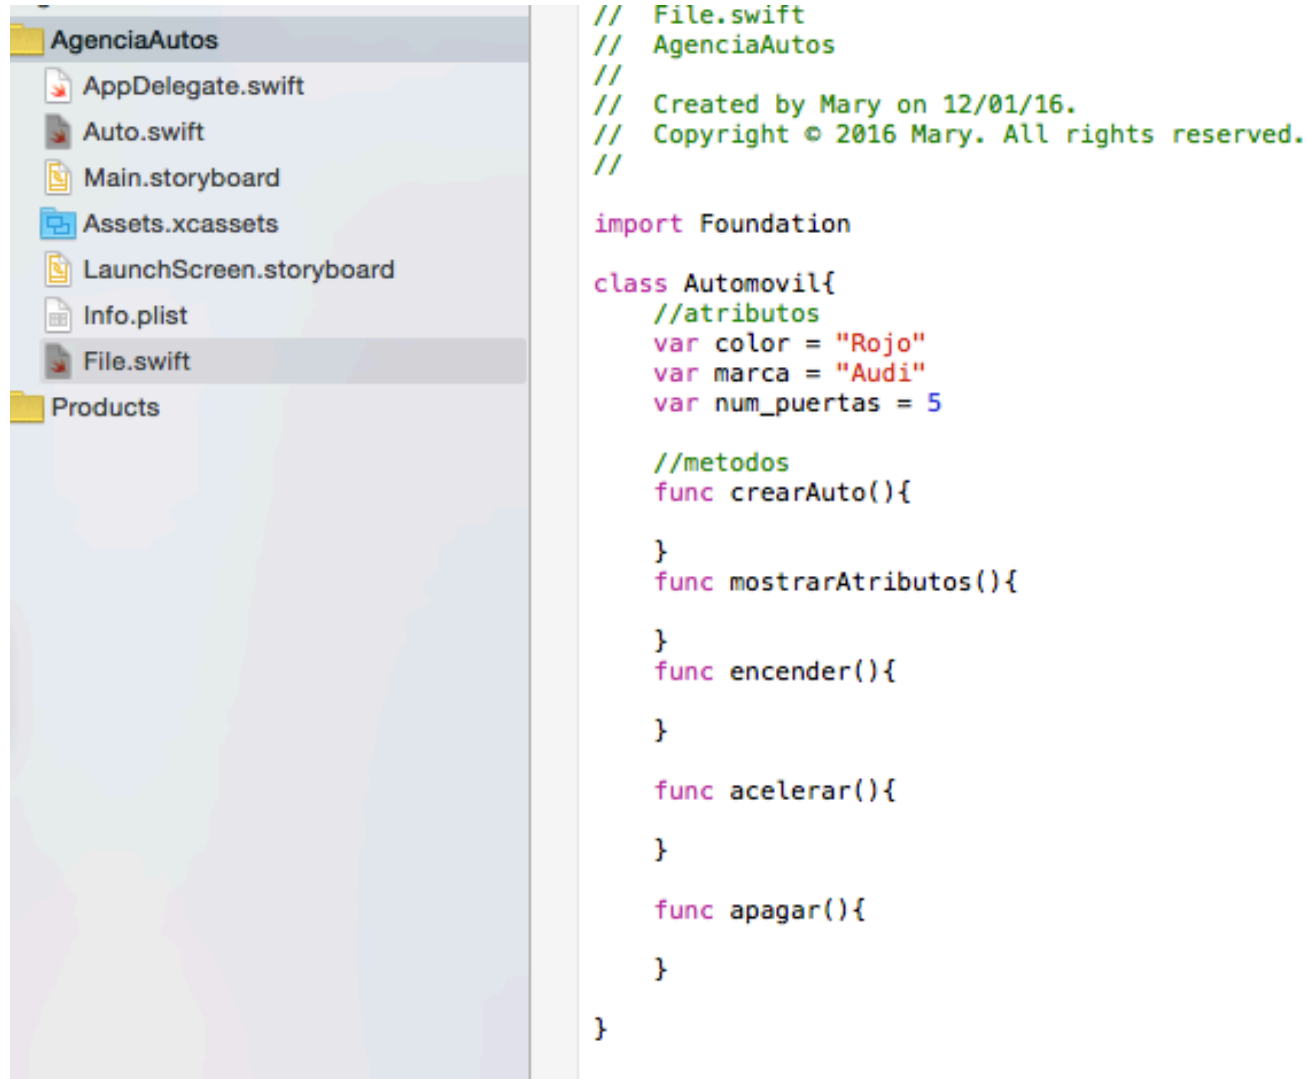 AgenciaAutos
AppDelegate.swift
Auto.swift
Main.storyboard
Assets.xcassets
LaunchScreen.storyboard
Info.plist
File.swift
Products
//  File.swift
//  AgenciaAutos
//
//  Created by Mary on 12/01/16.
//  Copyright © 2016 Mary. All rights reserved.
//
import Foundation
class Automovil{
    //atributos
    var color = "Rojo"
    var marca = "Audi"
    var num_puertas = 5
    //metodos
    func crearAuto(){
    }
    func mostrarAtributos(){
    }
    func encender(){
    }
    func acelerar(){
    }
    func apagar(){
    }
}